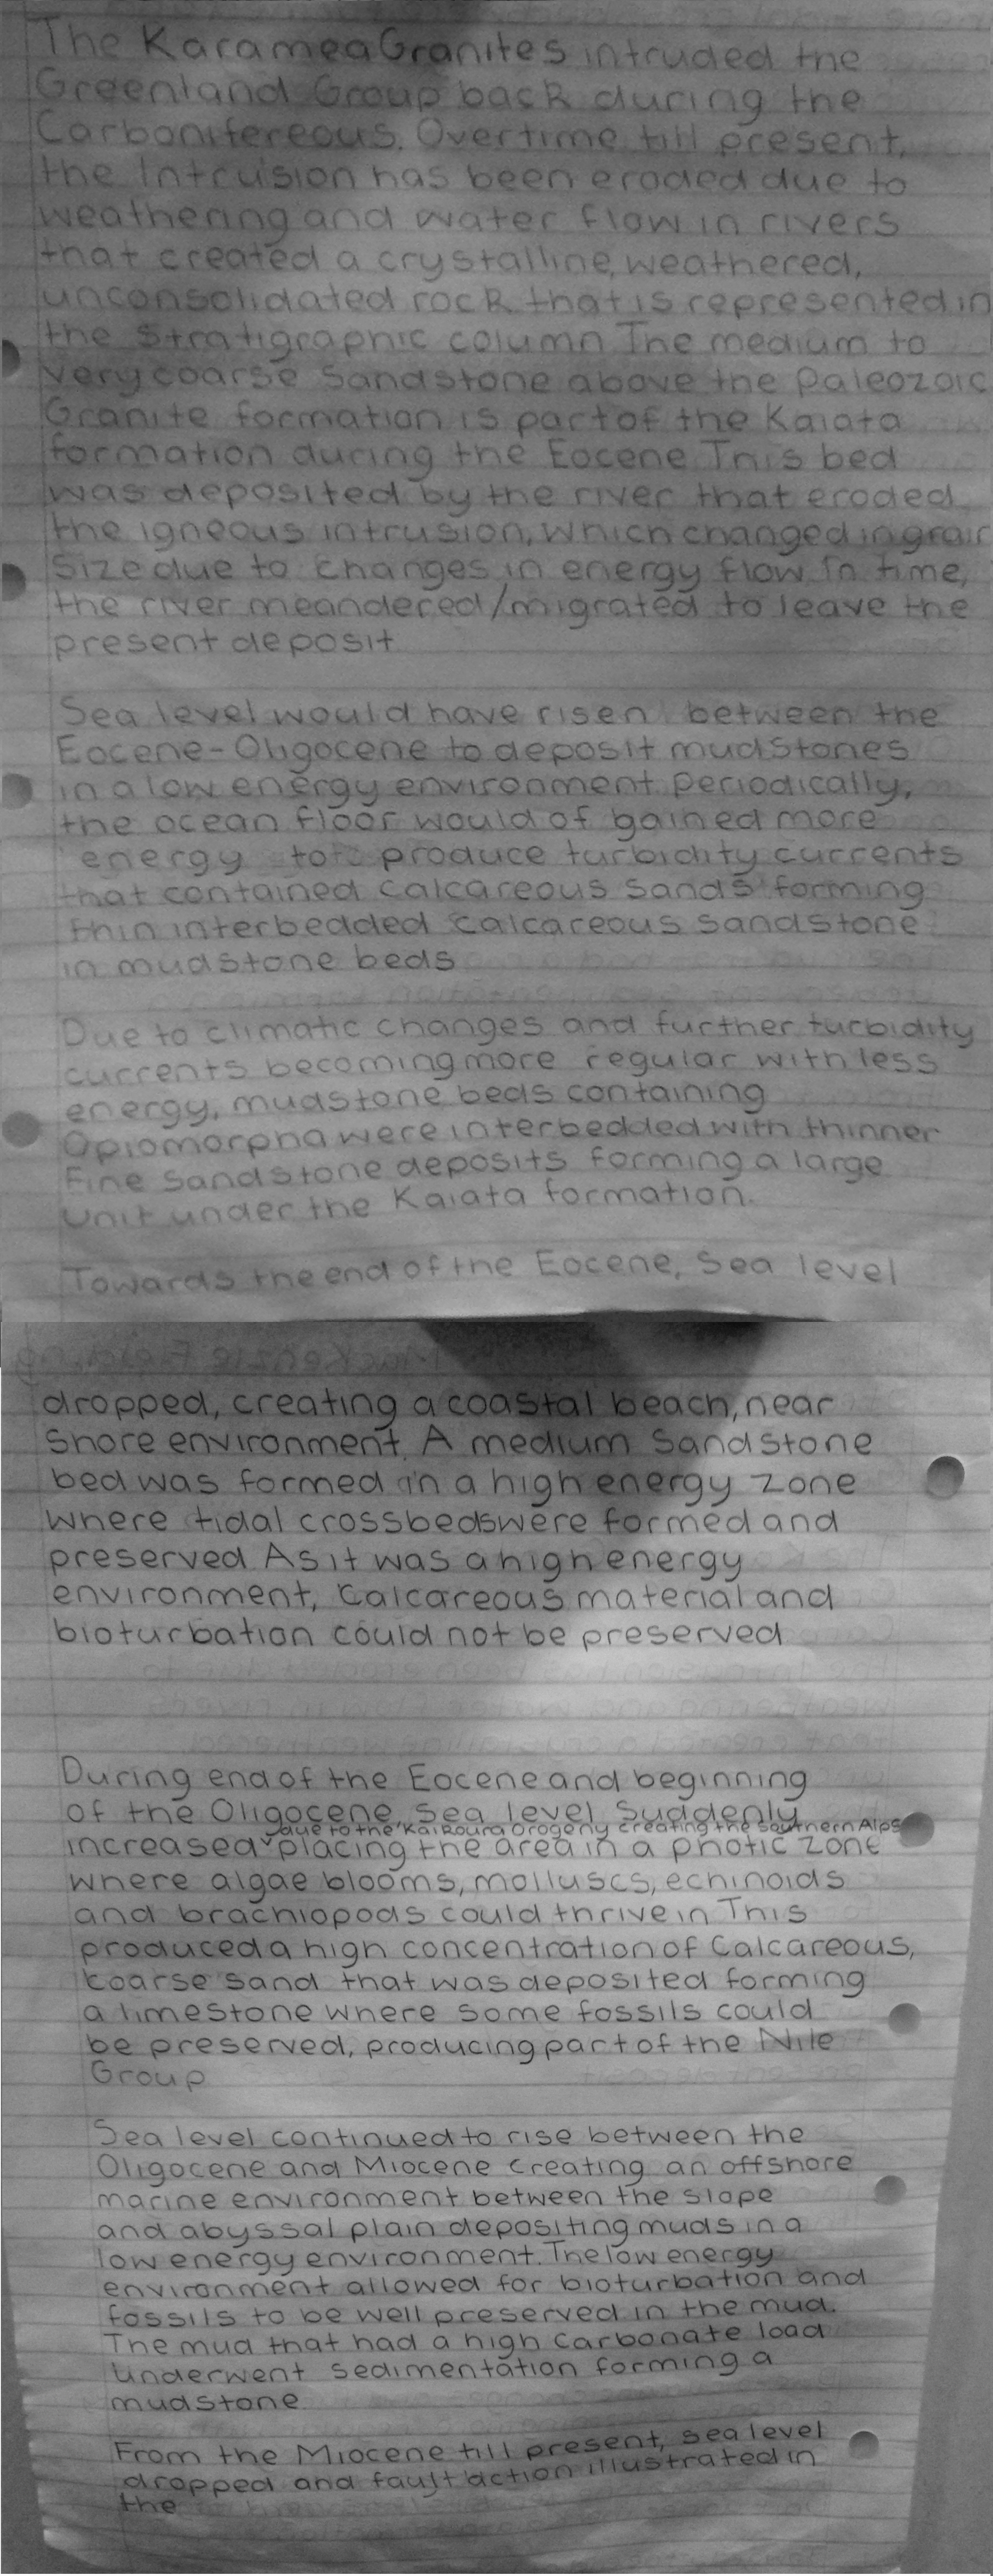 The Karamea Granites intruded the
Greenland Group back during the
Carbonifereous. Overtime till present,
the Intrusion has been eroded due to
weathering and water flow in rivers
that created a crystalline, weathered,
unconsolidated rock that is represented in
the stratigraphic column The medium to
very coarse Sandstone above the Paleozoic
Granite formation is part of the Kaiata
formation during the Eocene This bed
was deposited by the river that eroded
the igneous intrusion, which changed in grain
Size due to changes in energy flow In time,
the river meandered/migrated to leave the
present deposit
Sea level would have risen between the
Eocene-Oligocene to deposit mudstones
in a low energy environment. Periodically,
the ocean floor would of gained more
energy to produce turbidity currents
that contained calcareous sands forming
thin interbedded calcareous sandstone
in mudstone beds
Due to climatic changes and further turbidity
currents becoming more regular with less
energy, mudstone beds containing
Opiomorpha were interbedded with thinner
Fine Sandstone deposits forming a large
Unit under the Kaiata formation.
Towards the end of the Eocene, Sea level
Mackenzie Fielding
dropped, creating a coastal beach, near
Shore environment. A medium Sandstone
bed was formed in a high energy zone
where tidal crossbeds were formed and
preserved. As it was a high energy
environment, Calcareous material and
bioturbation could not be preserved
During end of the Eocene and beginning
of the Oligocene, Sea level Suddenly
due to the Kaikoura Orogeny creating the southern Alps
increased placing the area in a photic zone
where algae blooms, molluscs, echinoids
and brachiopods could thrive in This
produced a high concentration of Calcareous,
coarse sand that was deposited forming
a limestone where some fossils could
be preserved, producing part of the Nile
Group
Sea level continued to rise between the
Oligocene and Miocene creating an offshore
marine environment between the slope
and abyssal plain depositing muds in a
low energy environment. The low energy
environment allowed for bioturbation and
fossils to be well preserved in the mud.
The mud that had a high carbonate load
underwent sedimentation forming a
mudstone
From the Miocene till present, sea level
dropped and fault action illustrated in
the